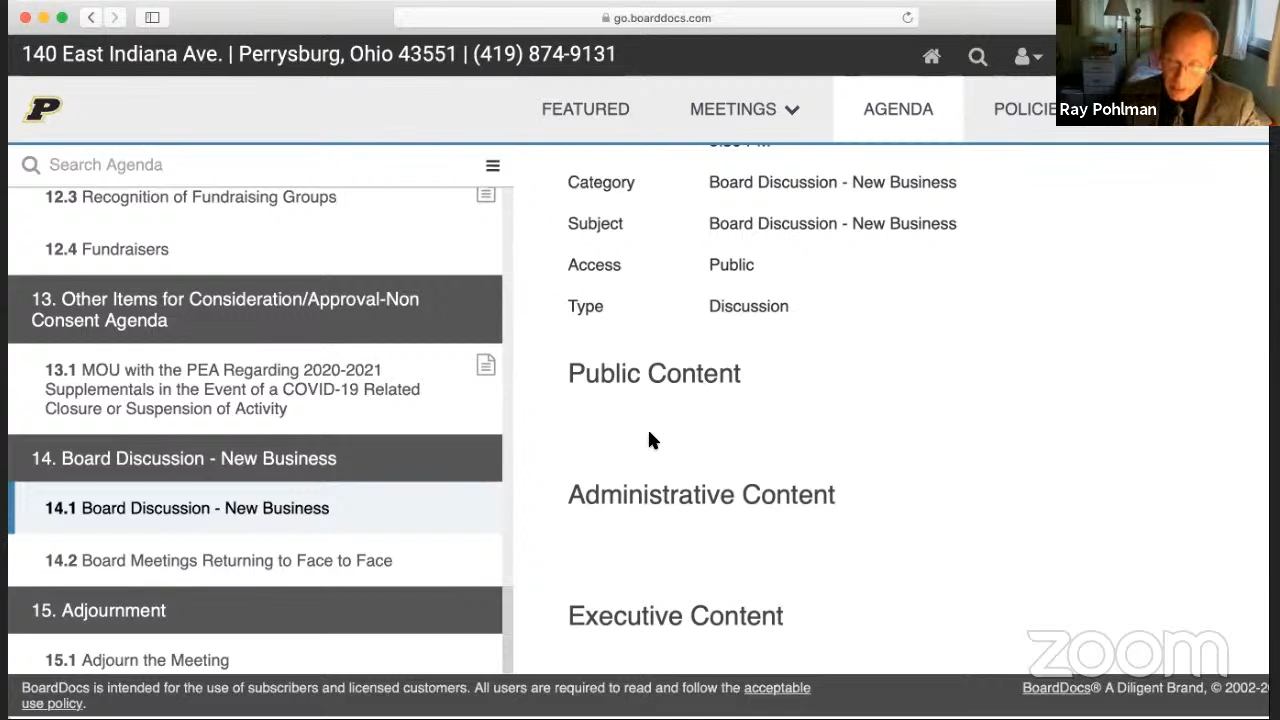 go.boarddocs.com
140 East Indiana Ave. | Perrysburg, Ohio 43551 | (419) 874-9131
Ray Pohlman
P
FEATURED
MEETINGS
AGENDA
POLICIE
Search Agenda
12.3 Recognition of Fundraising Groups
12.4 Fundraisers
13. Other Items for Consideration/Approval-Non
Consent Agenda
13.1 MOU with the PEA Regarding 2020-2021
Supplementals in the Event of a COVID-19 Related
Closure or Suspension of Activity
14. Board Discussion - New Business
14.1 Board Discussion - New Business
14.2 Board Meetings Returning to Face to Face
15. Adjournment
15.1 Adjourn the Meeting
Category Board Discussion - New Business
Subject Board Discussion - New Business
Access Public
Type Discussion
Public Content
Administrative Content
Executive Content
zoom
BoardDocs is intended for the use of subscribers and licensed customers. All users are required to read and follow the acceptable
use policy.
BoardDocs® A Diligent Brand, © 2002-2